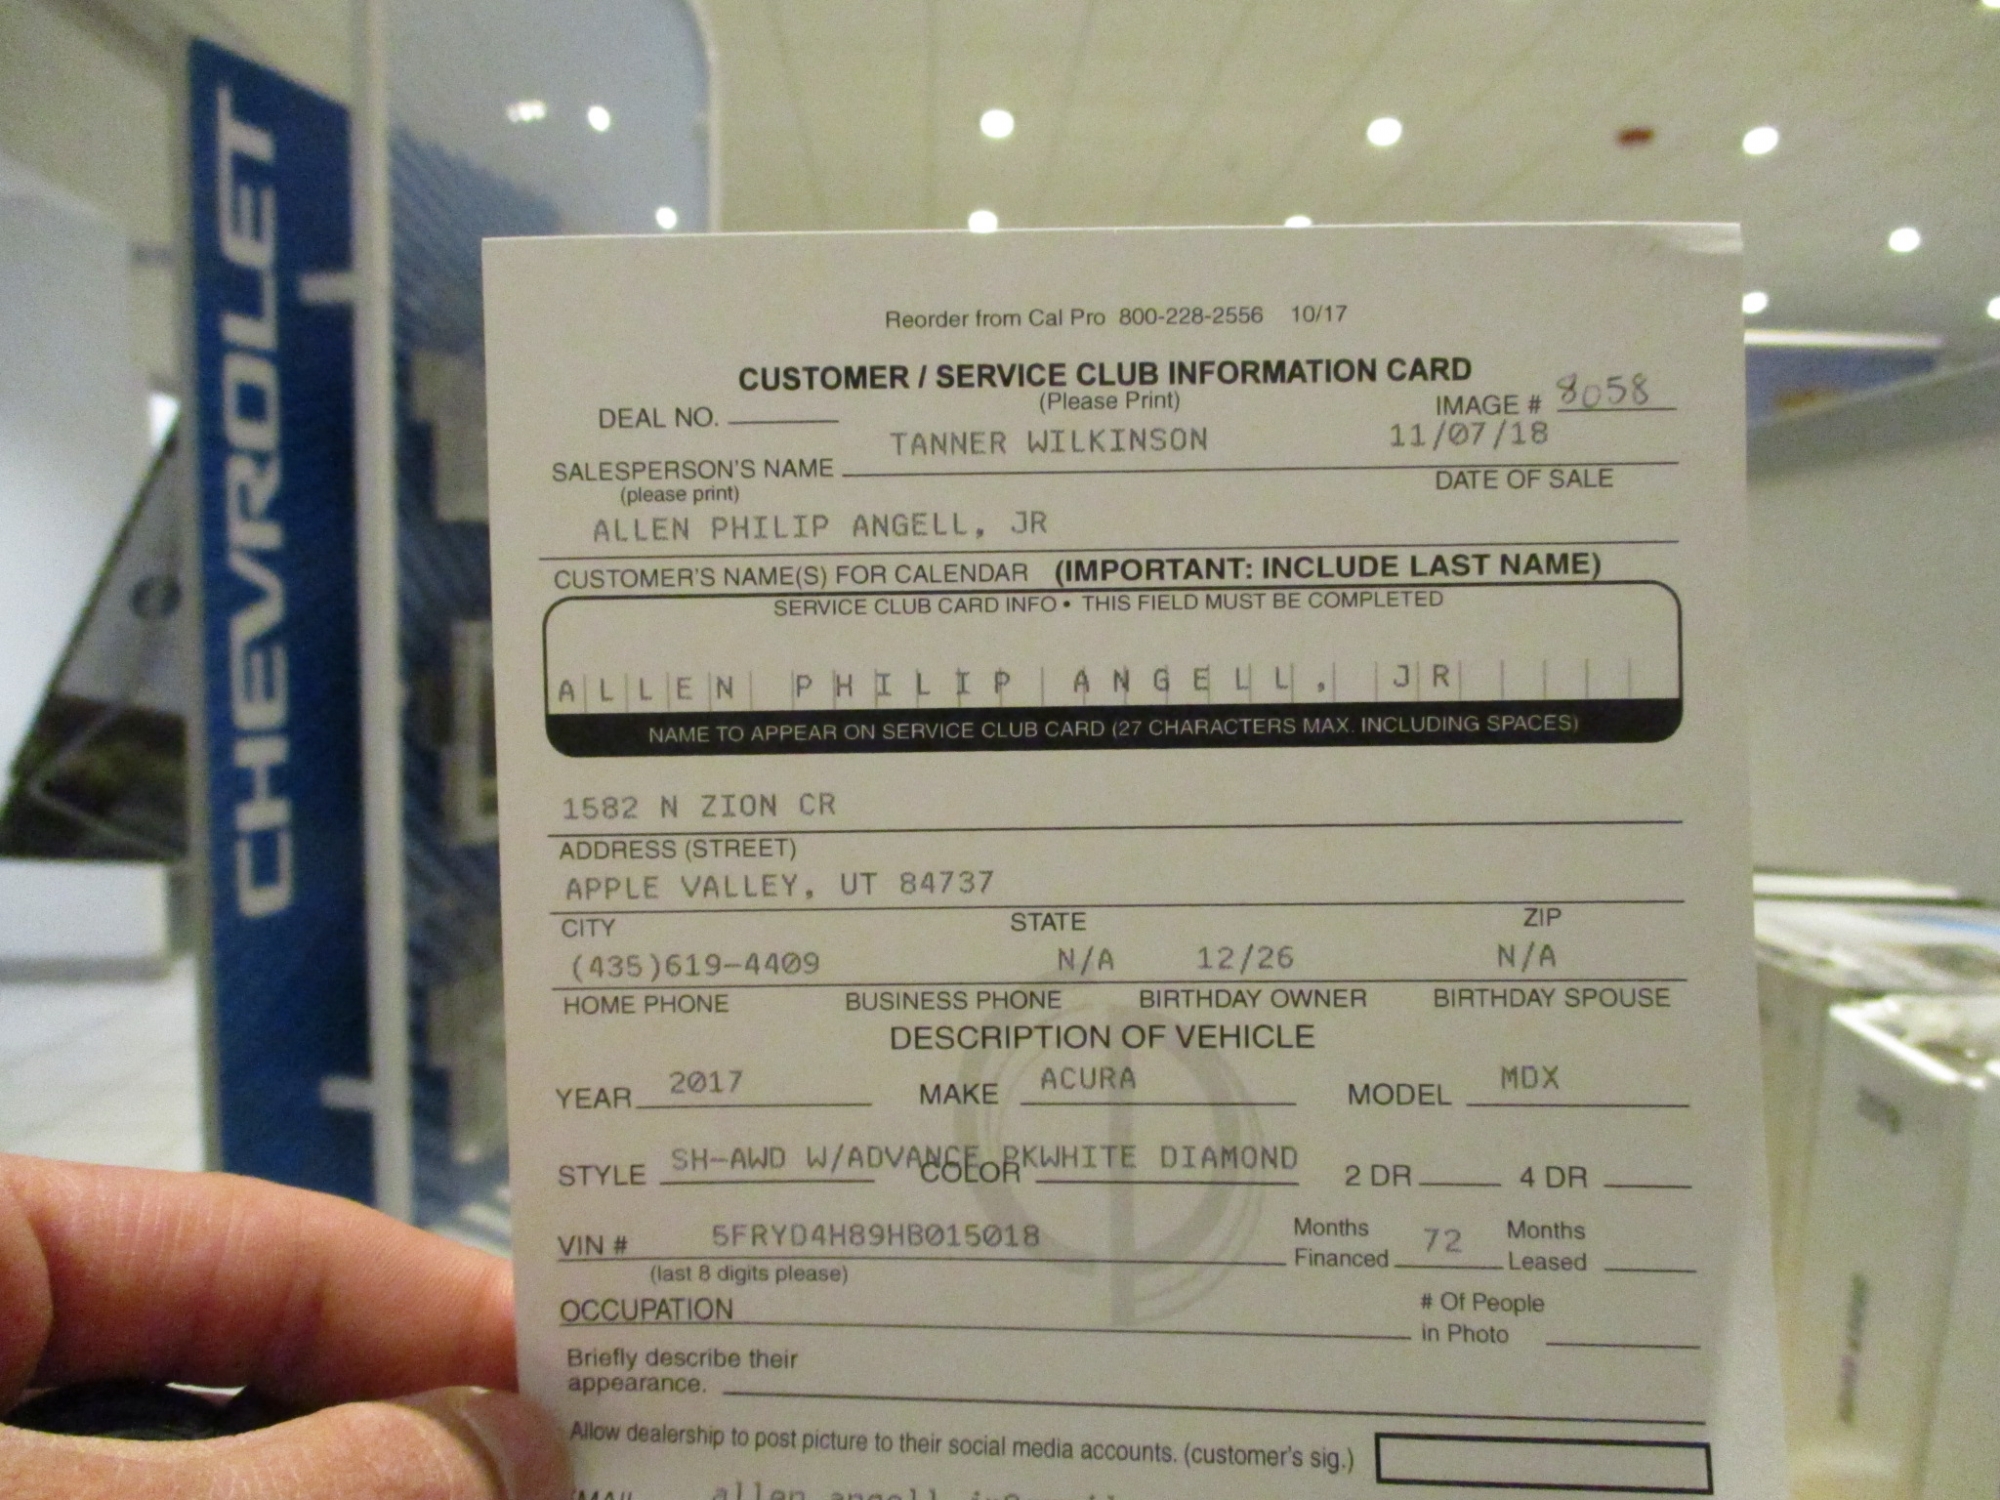 CHEVROLET
Reorder from Cal Pro 800-228-2556 10/17
CUSTOMER / SERVICE CLUB INFORMATION CARD
(Please Print)
DEAL NO. IMAGE # 8058
TANNER WILKINSON 11/07/18
SALESPERSON'S NAME DATE OF SALE
(please print)
ALLEN PHILIP ANGELL, JR
CUSTOMER'S NAME(S) FOR CALENDAR (IMPORTANT: INCLUDE LAST NAME)
SERVICE CLUB CARD INFO • THIS FIELD MUST BE COMPLETED
ALLEN PHILIP ANGELL, JR
NAME TO APPEAR ON SERVICE CLUB CARD (27 CHARACTERS MAX. INCLUDING SPACES)
1582 N ZION CR
ADDRESS (STREET)
APPLE VALLEY, UT 84737
CITY STATE ZIP
(435)619-4409 N/A 12/26 N/A
HOME PHONE BUSINESS PHONE BIRTHDAY OWNER BIRTHDAY SPOUSE
DESCRIPTION OF VEHICLE
YEAR 2017 MAKE ACURA MODEL MDX
STYLE SH-AWD W/ADVANCE PKWHITE DIAMOND COLOR 2 DR 4 DR
VIN # 5FRYD4H89HB015018 Months Financed 72 Months Leased
(last 8 digits please)
OCCUPATION # Of People in Photo
Briefly describe their
appearance.
Allow dealership to post picture to their social media accounts. (customer's sig.)